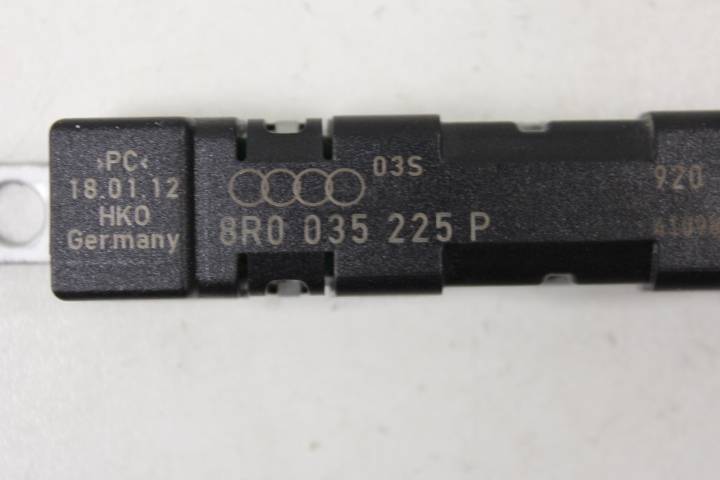 ›PC‹
18.01.12
HKO
Germany
03S
8R0 035 225 P
920